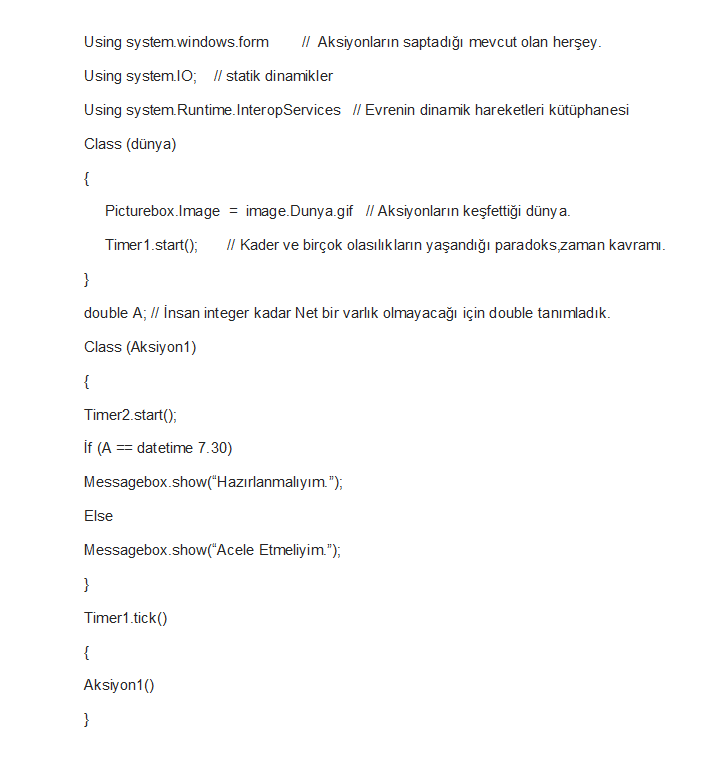 Using system.windows.form // Aksiyonların saptadığı mevcut olan herşey.
Using system.IO; // statik dinamikler
Using system.Runtime.InteropServices // Evrenin dinamik hareketleri kütüphanesi
Class (dünya)
{
Picturebox.Image = image.Dunya.gif // Aksiyonların keşfettiği dünya.
Timer1.start(); // Kader ve birçok olasılıkların yaşandığı paradoks,zaman kavramı.
}
double A; // İnsan integer kadar Net bir varlık olmayacağı için double tanımladık.
Class (Aksiyon1)
{
Timer2.start();
İf (A == datetime 7.30)
Messagebox.show(“Hazırlanmalıyım.”);
Else
Messagebox.show(“Acele Etmeliyim.”);
}
Timer1.tick()
{
Aksiyon1()
}